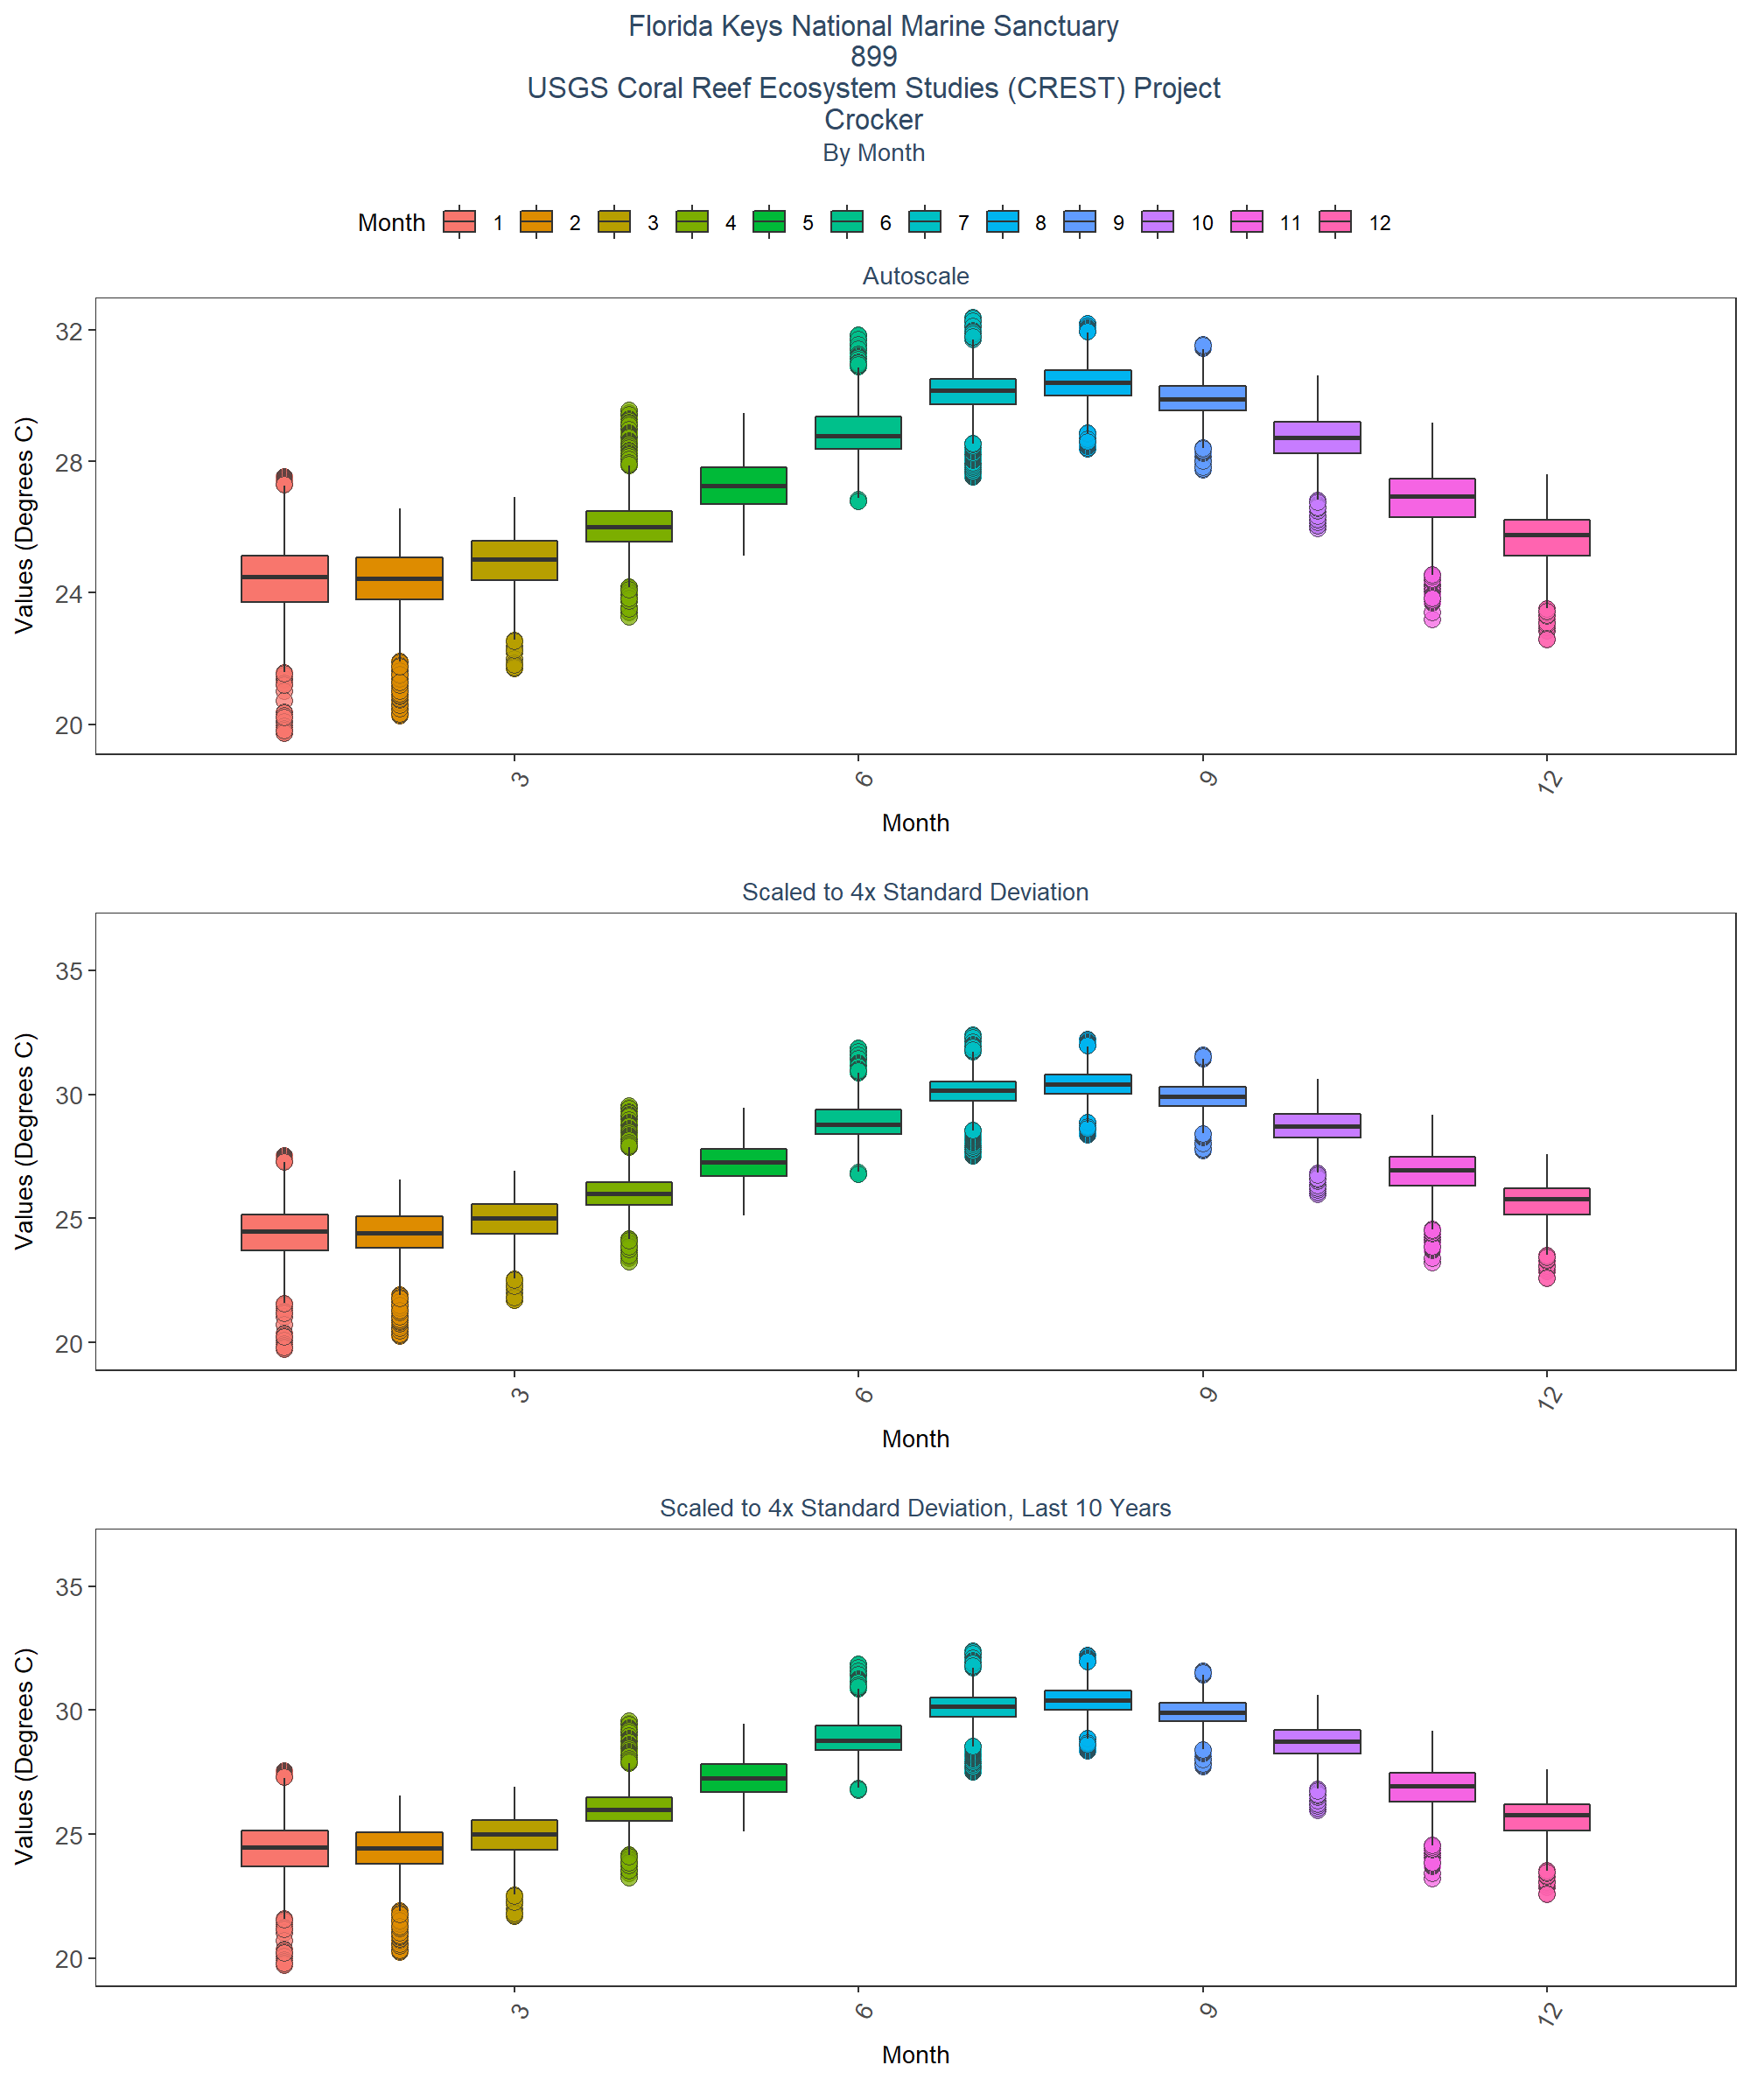 Florida Keys National Marine Sanctuary
899
USGS Coral Reef Ecosystem Studies (CREST) Project
Crocker
By Month
Month 1 2 3 4 5 6 7 8 9 10 11 12
Autoscale
Values (Degrees C)
32
28
24
20
3 6 9 12
Month
Scaled to 4x Standard Deviation
Values (Degrees C)
35
30
25
20
3 6 9 12
Month
Scaled to 4x Standard Deviation, Last 10 Years
Values (Degrees C)
35
30
25
20
3 6 9 12
Month